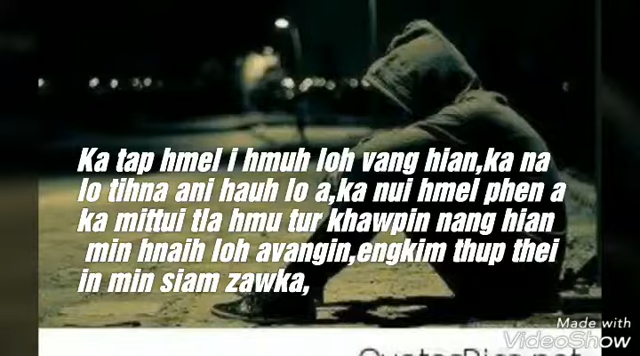 Ka tap hmel i hmuh loh vang hian,ka na
lo tihna ani hauh lo a,ka nui hmel phen a
ka mittui tla hmu tur khawpin nang hian
min hnaih loh avangin,engkim thup thei
in min siam zawka,
Made with
VideoShow